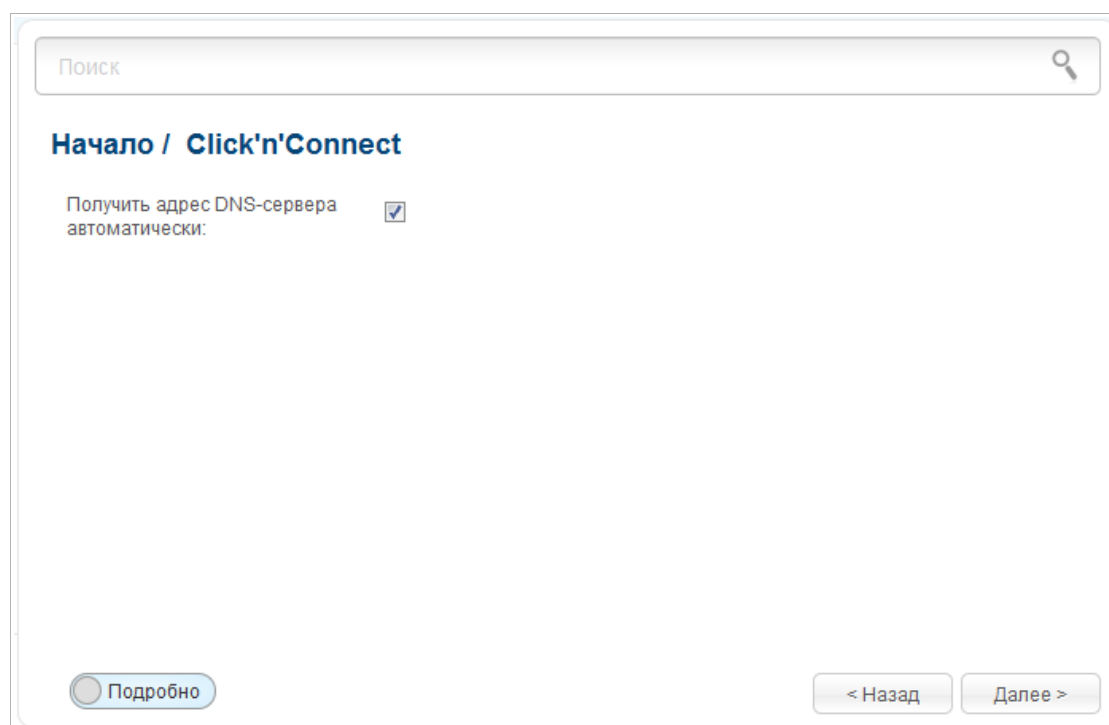 Поиск
Начало / Click'n'Connect
Получить адрес DNS-сервера
автоматически:
Подробно
< Назад
Далее >